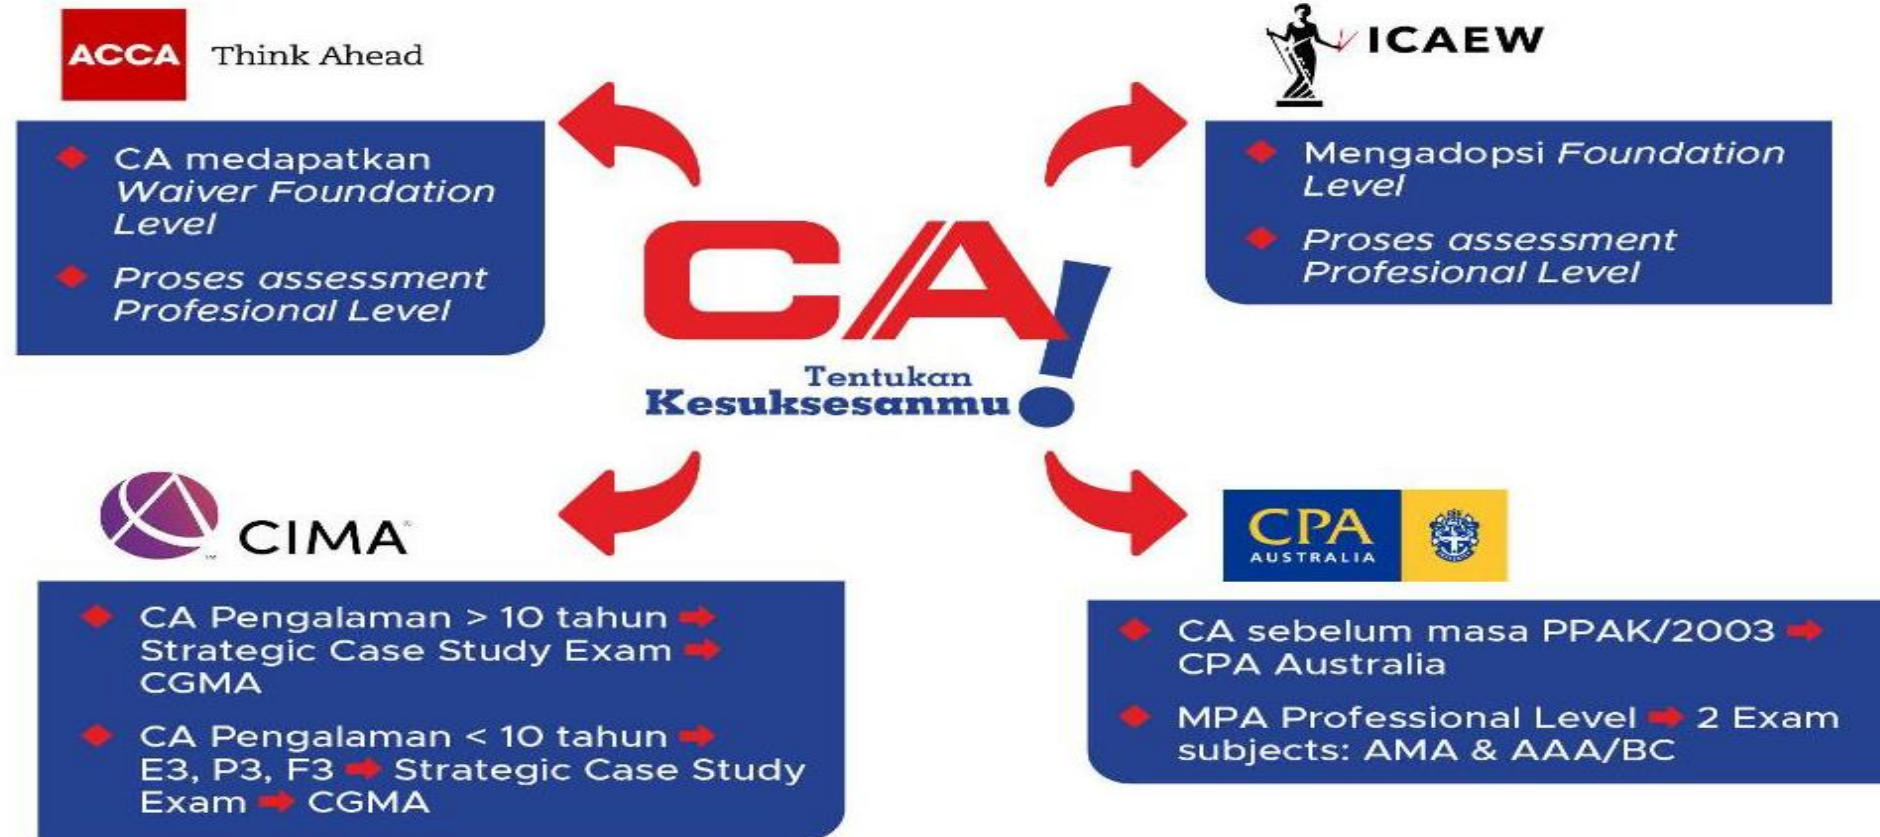 ACCA Think Ahead
CA medapatkan
Waiver Foundation
Level
Proses assessment
Profesional Level
ICAEW
Mengadopsi Foundation
Level
Proses assessment
Profesional Level
CA!
Tentukan
Kesuksesanmu
CIMA®
CA Pengalaman > 10 tahun ➡
Strategic Case Study Exam ➡
CGMA
CA Pengalaman < 10 tahun ➡
E3, P3, F3 ➡ Strategic Case Study
Exam ➡ CGMA
CPA
AUSTRALIA
CA sebelum masa PPAK/2003 ➡
CPA Australia
MPA Professional Level ➡ 2 Exam
subjects: AMA & AAA/BC